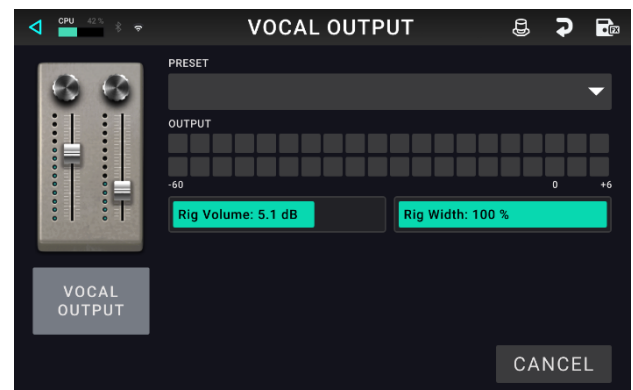 CPU 42%
VOCAL OUTPUT
FX
PRESET
OUTPUT
-60
0
+6
Rig Volume: 5.1 dB
Rig Width: 100 %
VOCAL
OUTPUT
CANCEL